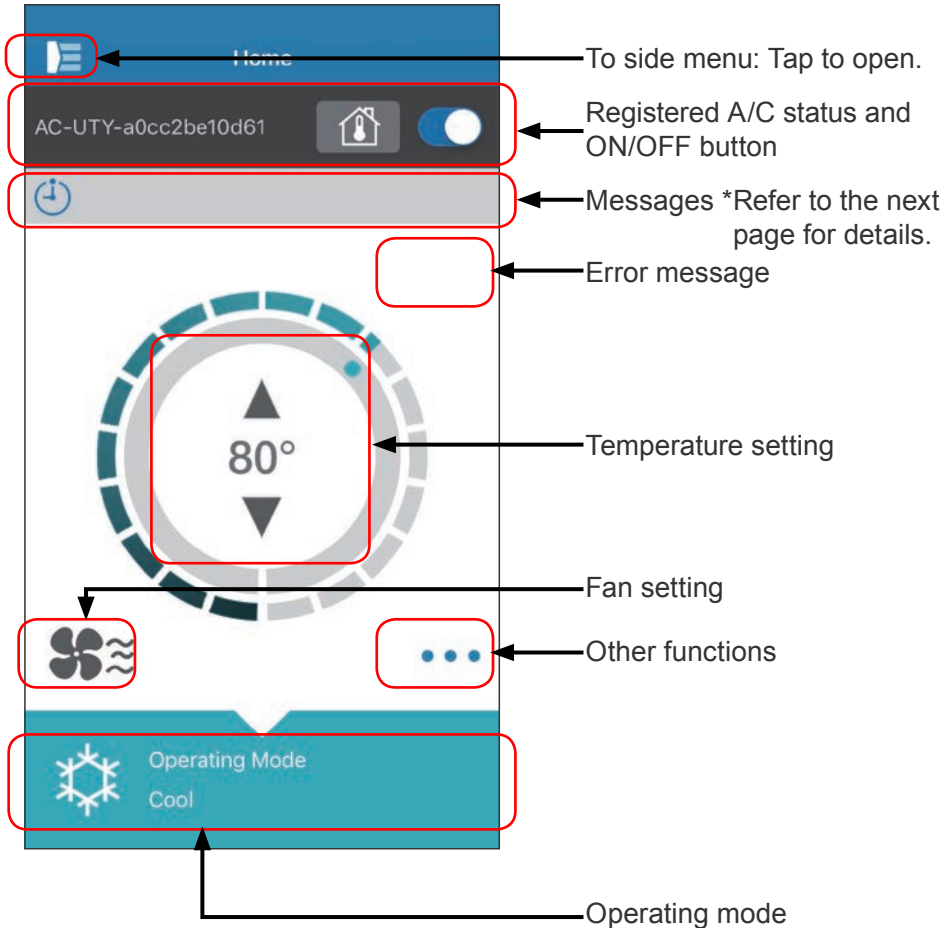 Home
To side menu: Tap to open.
AC-UTY-a0cc2be10d61
Registered A/C status and
ON/OFF button
Messages *Refer to the next
page for details.
Error message
80°
Temperature setting
Fan setting
Other functions
Operating Mode
Cool
Operating mode